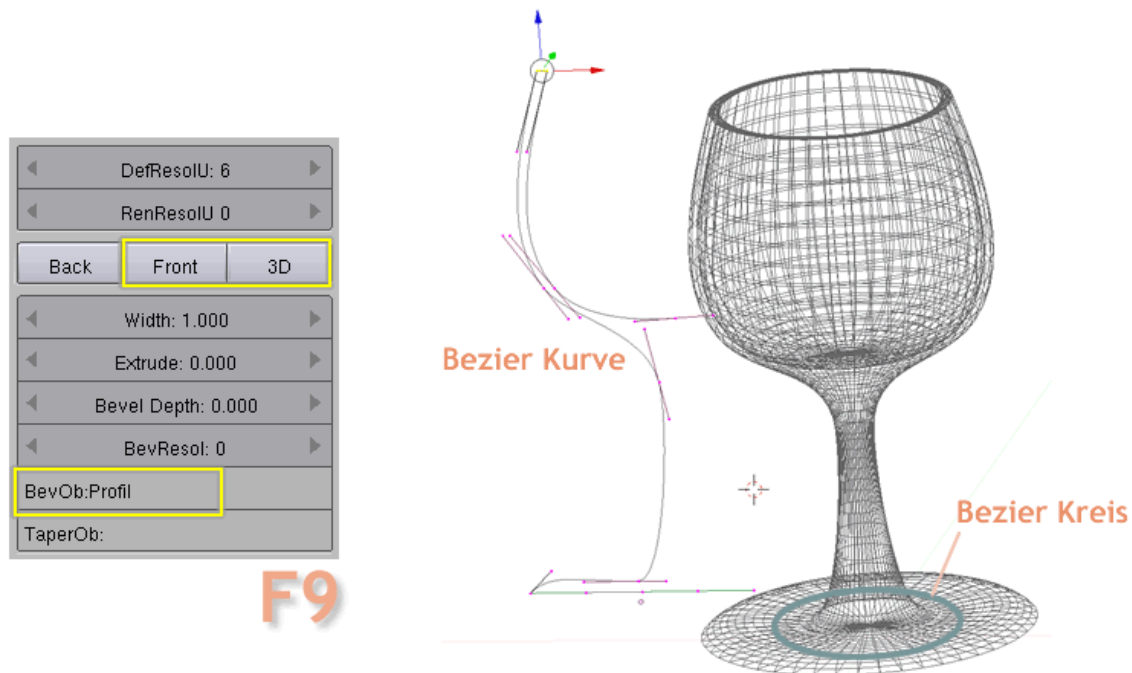 DefResolU: 6
RenResolU 0
Back Front 3D
Width: 1.000
Extrude: 0.000
Bevel Depth: 0.000
BevResol: 0
BevOb:Profil
TaperOb:
F9
Bezier Kurve
Bezier Kreis